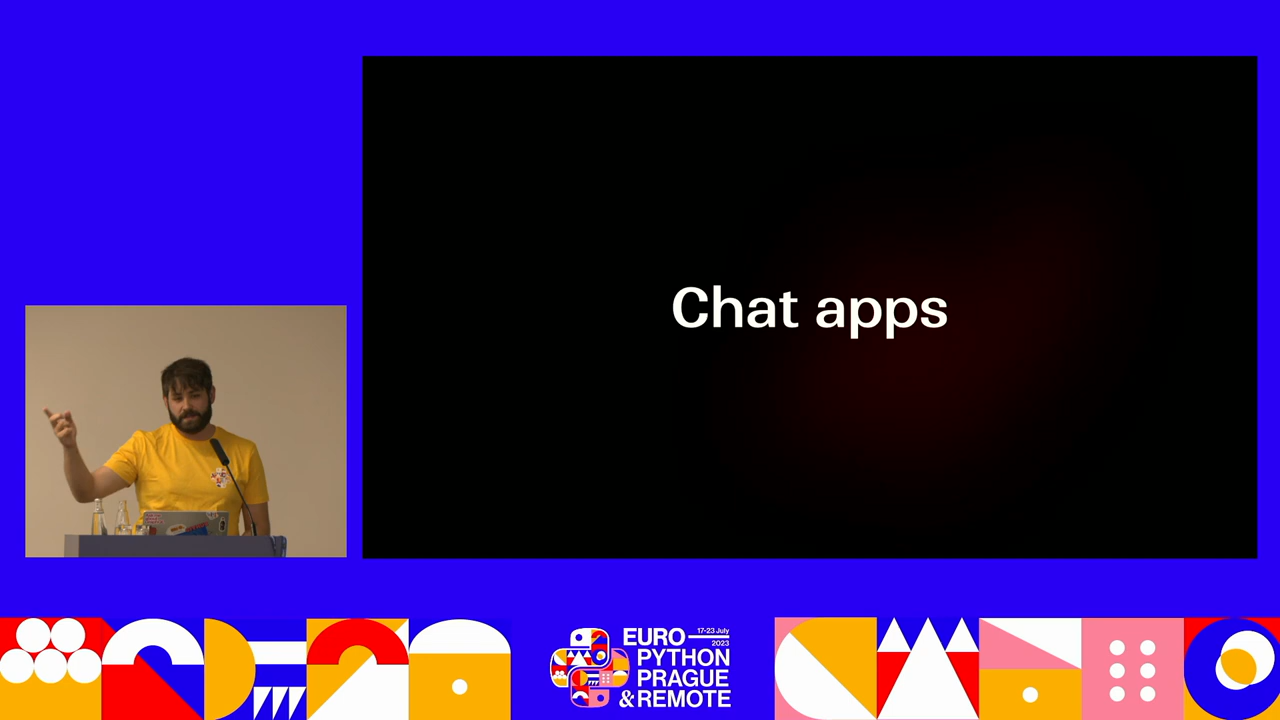 Chat apps
EURO
17-23 July
2023
PYTHON
PRAGUE
& REMOTE